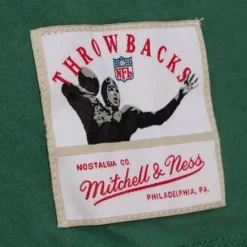 THROWBACKS
NFL
NOSTALGIA CO.
Mitchell & Ness
PHILADELPHIA, PA.